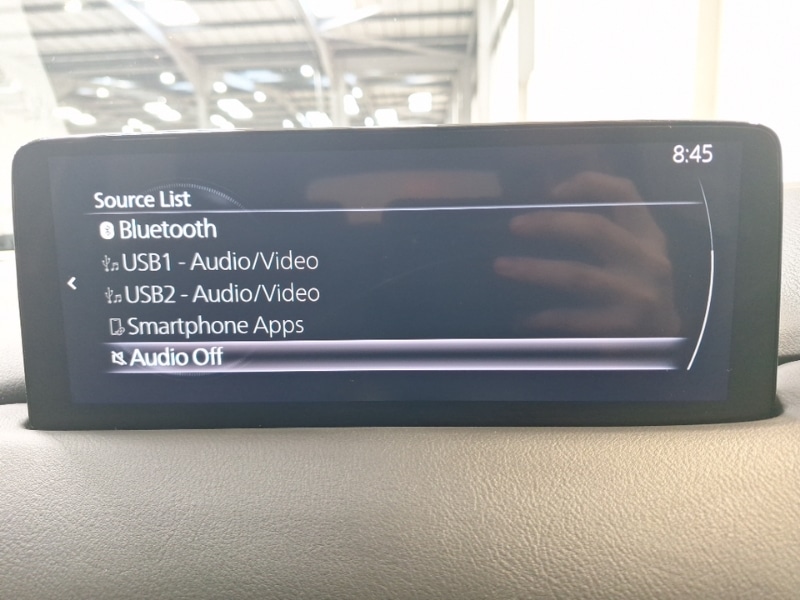 8:45
Source List
Bluetooth
USB1 - Audio/Video
USB2 - Audio/Video
Smartphone Apps
Audio Off